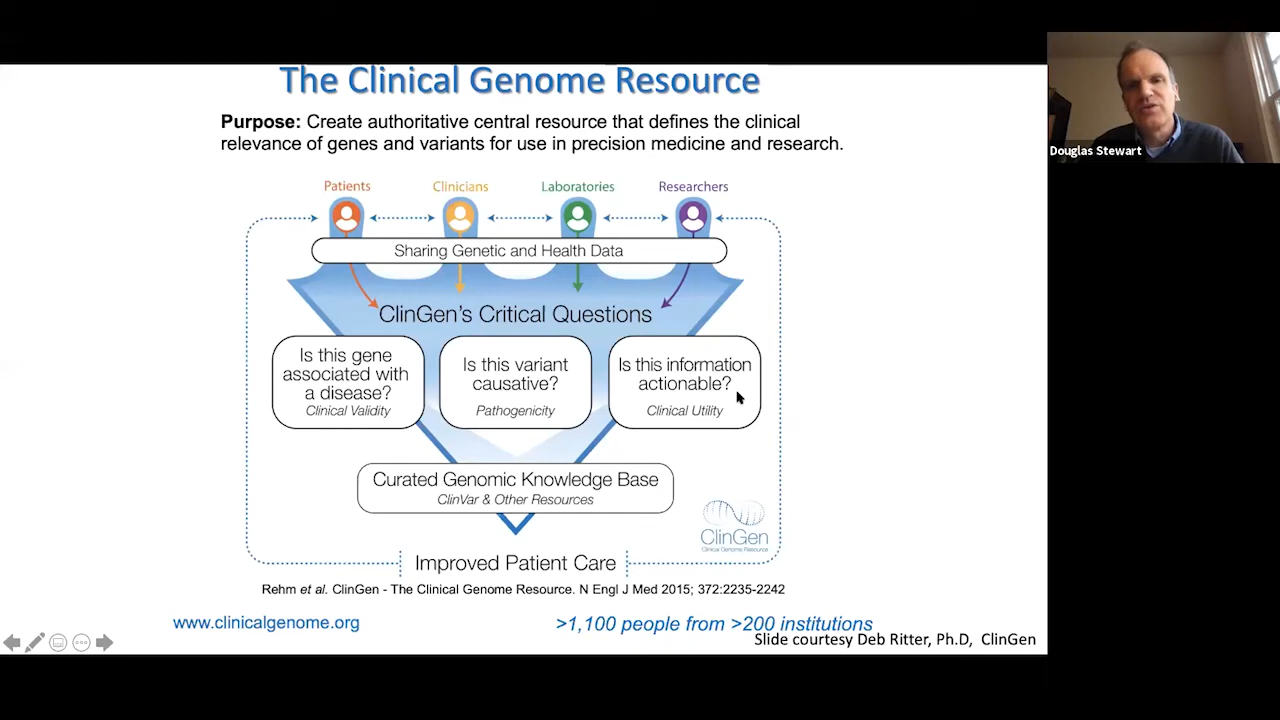 The Clinical Genome Resource
Purpose: Create authoritative central resource that defines the clinical
relevance of genes and variants for use in precision medicine and research.
Patients
Clinicians
Laboratories
Researchers
Sharing Genetic and Health Data
ClinGen's Critical Questions
Is this gene
associated with
a disease?
Clinical Validity
Is this variant
causative?
Pathogenicity
Is this information
actionable?
Clinical Utility
Curated Genomic Knowledge Base
ClinVar & Other Resources
ClinGen
Clinical Genome Resource
Improved Patient Care
Rehm et al. ClinGen - The Clinical Genome Resource. N Engl J Med 2015; 372:2235-2242
www.clinicalgenome.org
>1,100 people from >200 institutions
Slide courtesy Deb Ritter, Ph.D, ClinGen
Douglas Stewart